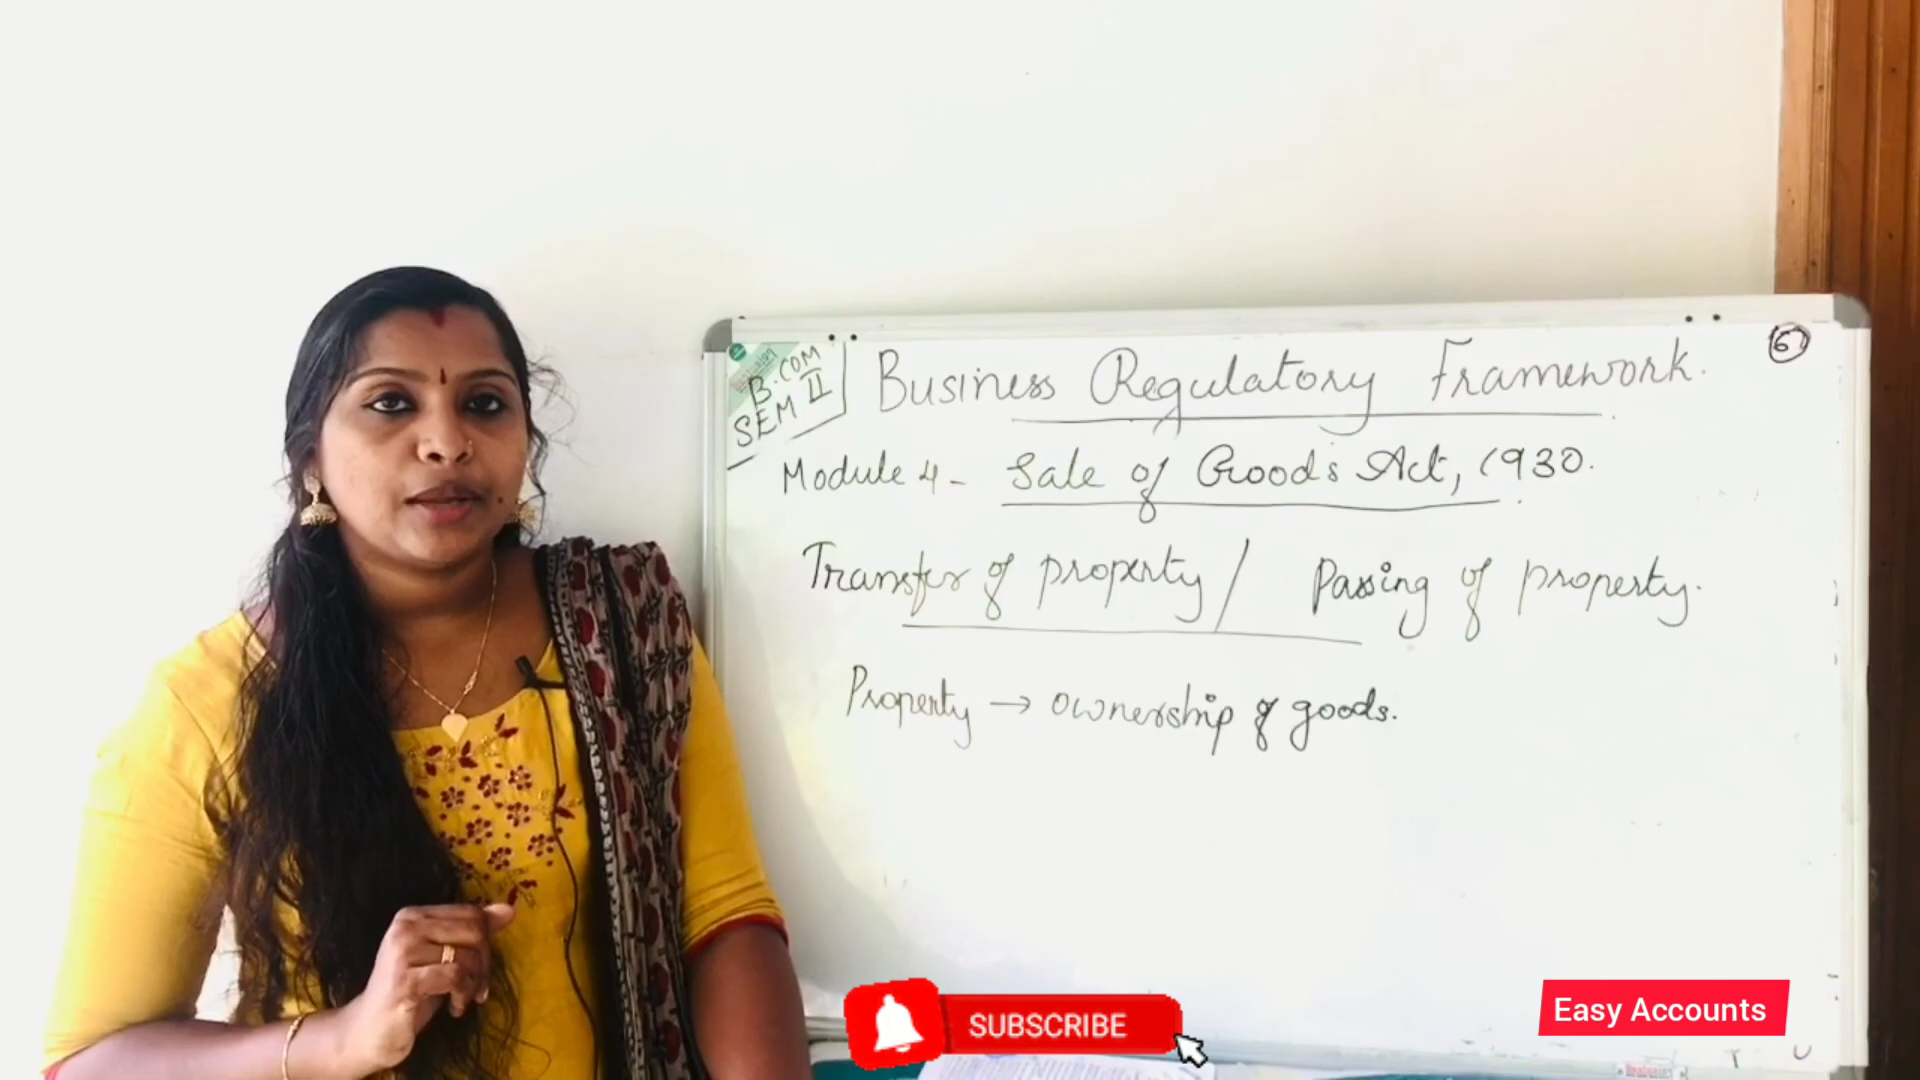 B.COM
SEM II
Business Regulatory Framework.
6
Module 4 - Sale of Goods Act, 1930.
Transfer of property / Passing of property.
Property → ownership of goods.
SUBSCRIBE
Easy Accounts